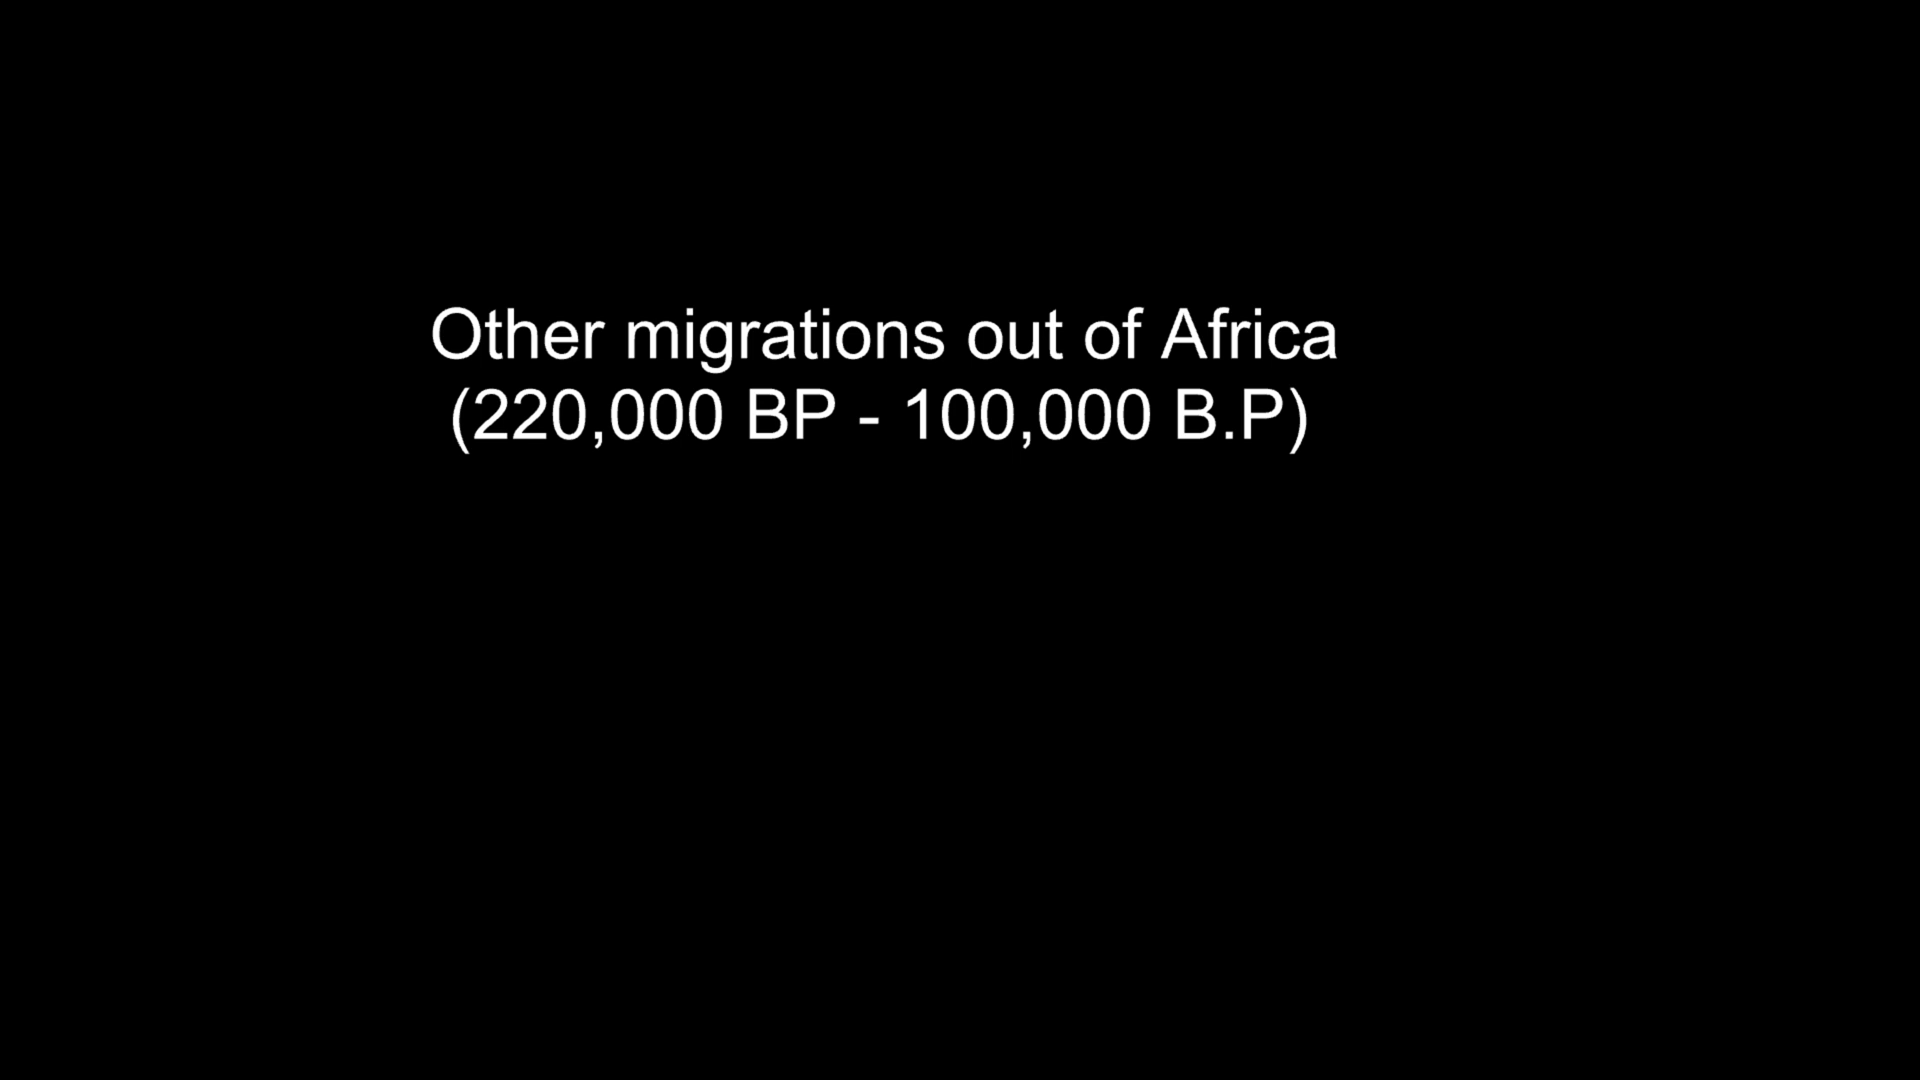 Other migrations out of Africa
(220,000 BP - 100,000 B.P)